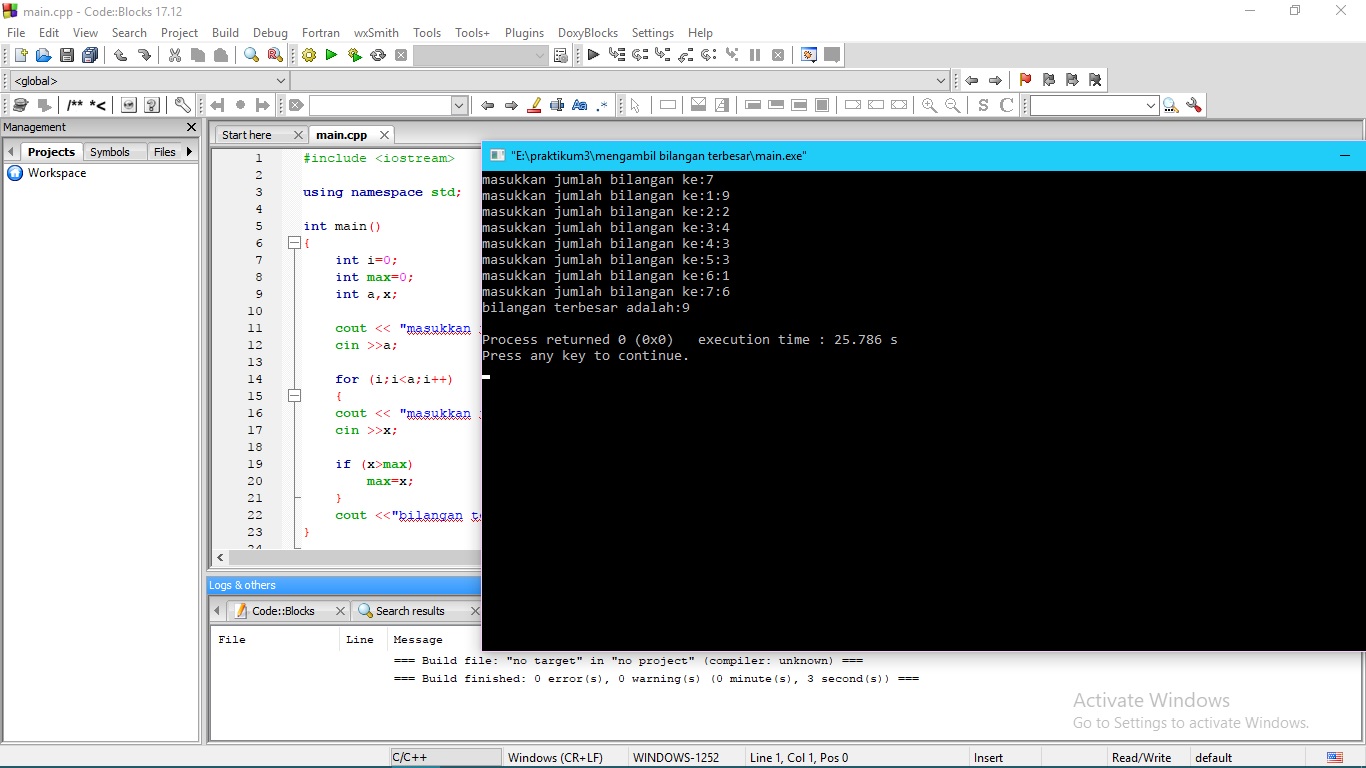 main.cpp - Code::Blocks 17.12
File Edit View Search Project Build Debug Fortran wxSmith Tools Tools+ Plugins DoxyBlocks Settings Help
<global>
/** *<
S C
Management
Projects Symbols Files
Workspace
Start here main.cpp
1 #include <iostream>
2
3 using namespace std;
4
5 int main()
6 {
7 int i=0;
8 int max=0;
9 int a,x;
10
11 cout << "masukkan
12 cin >>a;
13
14 for (i;i<a;i++)
15 {
16 cout << "masukkan
17 cin >>x;
18
19 if (x>max)
20 max=x;
21 }
22 cout <<"bilangan
23 }
24
"E:\praktikum3\mengambil bilangan terbesar\main.exe"
masukkan jumlah bilangan ke:7
masukkan jumlah bilangan ke:1:9
masukkan jumlah bilangan ke:2:2
masukkan jumlah bilangan ke:3:4
masukkan jumlah bilangan ke:4:3
masukkan jumlah bilangan ke:5:3
masukkan jumlah bilangan ke:6:1
masukkan jumlah bilangan ke:7:6
bilangan terbesar adalah:9
Process returned 0 (0x0) execution time : 25.786 s
Press any key to continue.
Logs & others
Code::Blocks Search results
File Line Message
=== Build file: "no target" in "no project" (compiler: unknown) ===
=== Build finished: 0 error(s), 0 warning(s) (0 minute(s), 3 second(s)) ===
Activate Windows
Go to Settings to activate Windows.
C/C++ Windows (CR+LF) WINDOWS-1252 Line 1, Col 1, Pos 0 Insert Read/Write default